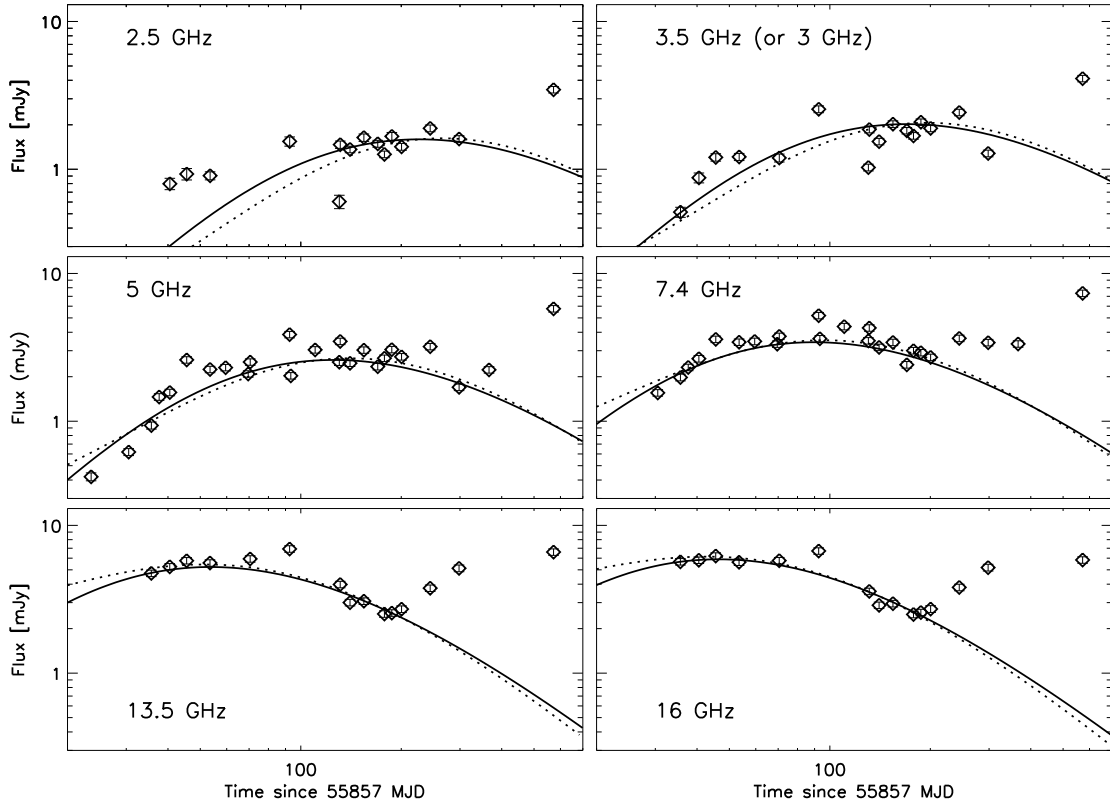 10
1
Flux [mJy]
2.5 GHz
3.5 GHz (or 3 GHz)
10
1
Flux (mJy)
5 GHz
7.4 GHz
10
1
Flux [mJy]
13.5 GHz
16 GHz
100
100
Time since 55857 MJD
Time since 55857 MJD